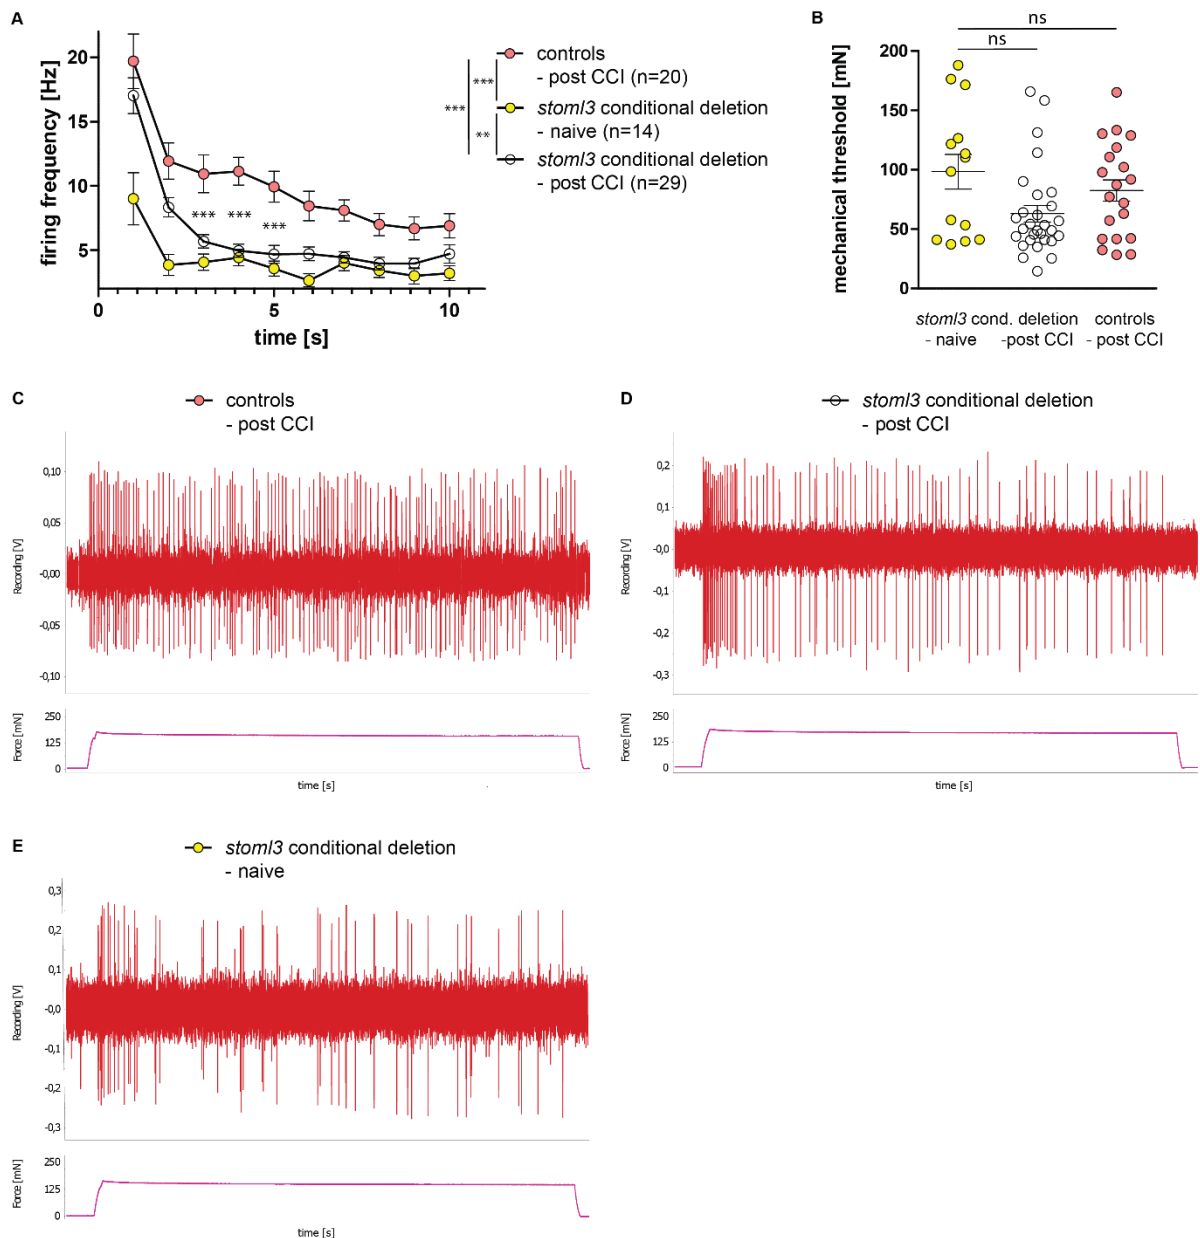 A
firing frequency [Hz]
20
15
10
5
0
5
10
time [s]
***
***
***
controls
- post CCI (n=20)
stoml3 conditional deletion
- naive (n=14)
stoml3 conditional deletion
- post CCI (n=29)
***
***
**
B
ns
ns
mechanical threshold [mN]
200
150
100
50
0
stoml3 cond. deletion
- naive
-post CCI
controls
- post CCI
C
controls
- post CCI
Recording [V]
0,10
0,05
-0,00
-0,05
-0,10
Force [mN]
250
125
0
time [s]
D
stoml3 conditional deletion
- post CCI
Recording [V]
0,2
0,1
-0,0
-0,1
-0,2
-0,3
Force [mN]
250
125
0
time [s]
E
stoml3 conditional deletion
- naive
Recording [V]
0,3
0,2
0,1
-0,0
-0,1
-0,2
-0,3
Force [mN]
250
125
0
time [s]